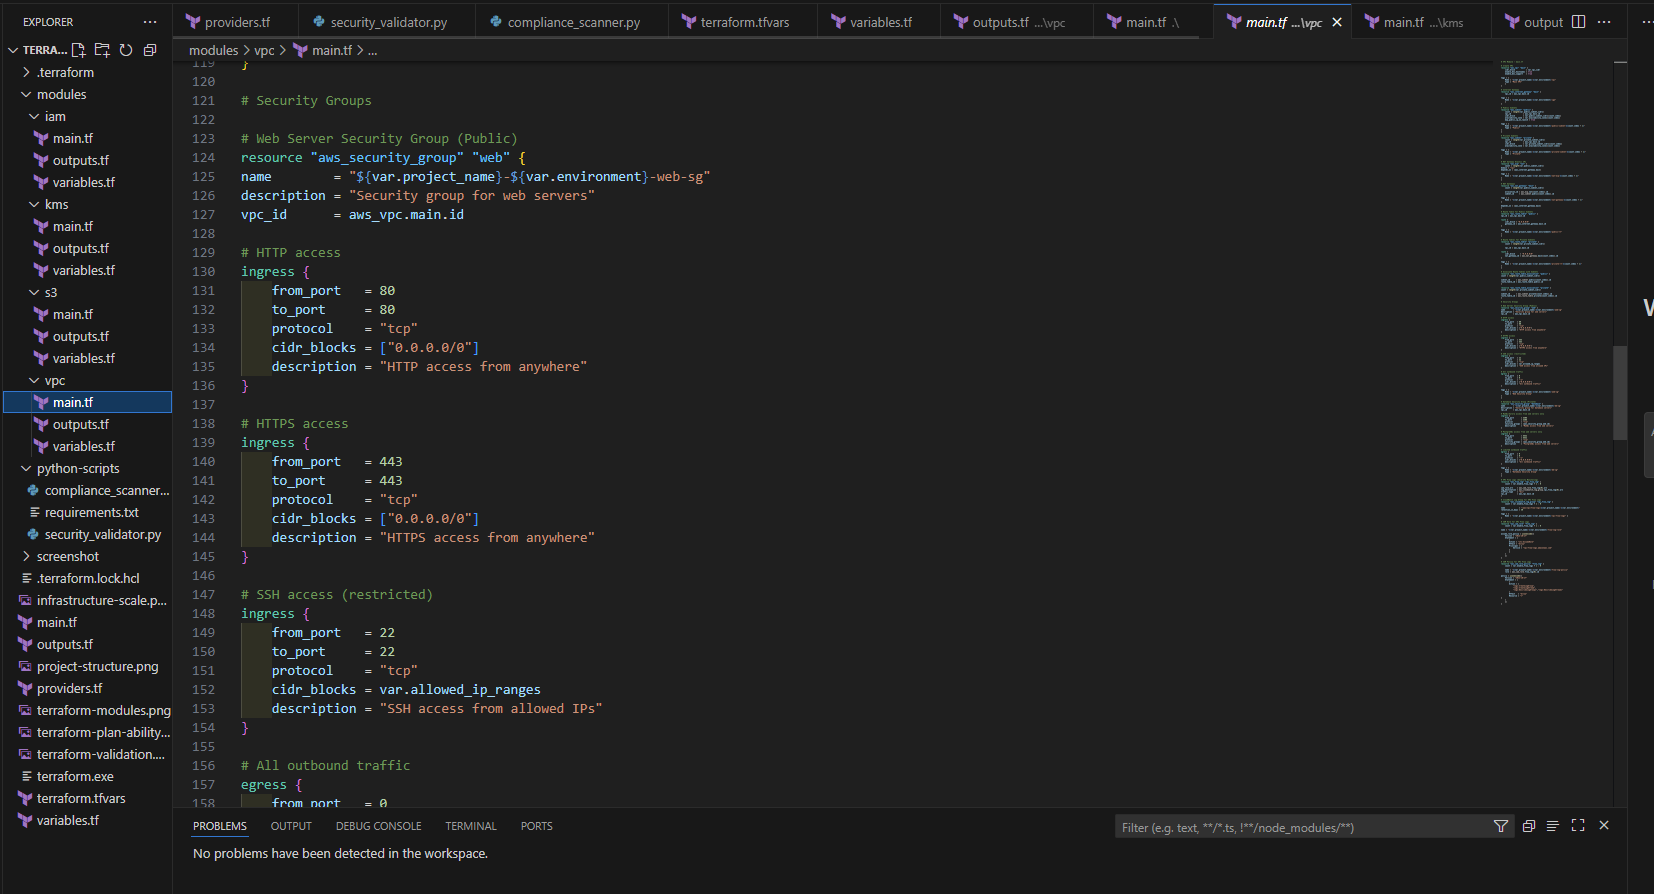 EXPLORER
TERRA...
.terraform
modules
iam
main.tf
outputs.tf
variables.tf
kms
main.tf
outputs.tf
variables.tf
s3
main.tf
outputs.tf
variables.tf
vpc
main.tf
outputs.tf
variables.tf
python-scripts
compliance_scanner...
requirements.txt
security_validator.py
screenshot
.terraform.lock.hcl
infrastructure-scale.p...
main.tf
outputs.tf
project-structure.png
providers.tf
terraform-modules.png
terraform-plan-ability...
terraform-validation....
terraform.exe
terraform.tfvars
variables.tf
providers.tf
security_validator.py
compliance_scanner.py
terraform.tfvars
variables.tf
outputs.tf ...\vpc
main.tf .\
main.tf ...\vpc
main.tf ...\kms
output
modules > vpc > main.tf > ...
119 }
120
121 # Security Groups
122
123 # Web Server Security Group (Public)
124 resource "aws_security_group" "web" {
125 name        = "${var.project_name}-${var.environment}-web-sg"
126 description = "Security group for web servers"
127 vpc_id      = aws_vpc.main.id
128
129 # HTTP access
130 ingress {
131     from_port   = 80
132     to_port     = 80
133     protocol    = "tcp"
134     cidr_blocks = ["0.0.0.0/0"]
135     description = "HTTP access from anywhere"
136 }
137
138 # HTTPS access
139 ingress {
140     from_port   = 443
141     to_port     = 443
142     protocol    = "tcp"
143     cidr_blocks = ["0.0.0.0/0"]
144     description = "HTTPS access from anywhere"
145 }
146
147 # SSH access (restricted)
148 ingress {
149     from_port   = 22
150     to_port     = 22
151     protocol    = "tcp"
152     cidr_blocks = var.allowed_ip_ranges
153     description = "SSH access from allowed IPs"
154 }
155
156 # All outbound traffic
157 egress {
158     from_port   = 0
PROBLEMS
OUTPUT
DEBUG CONSOLE
TERMINAL
PORTS
Filter (e.g. text, **/*.ts, !**/node_modules/**)
No problems have been detected in the workspace.